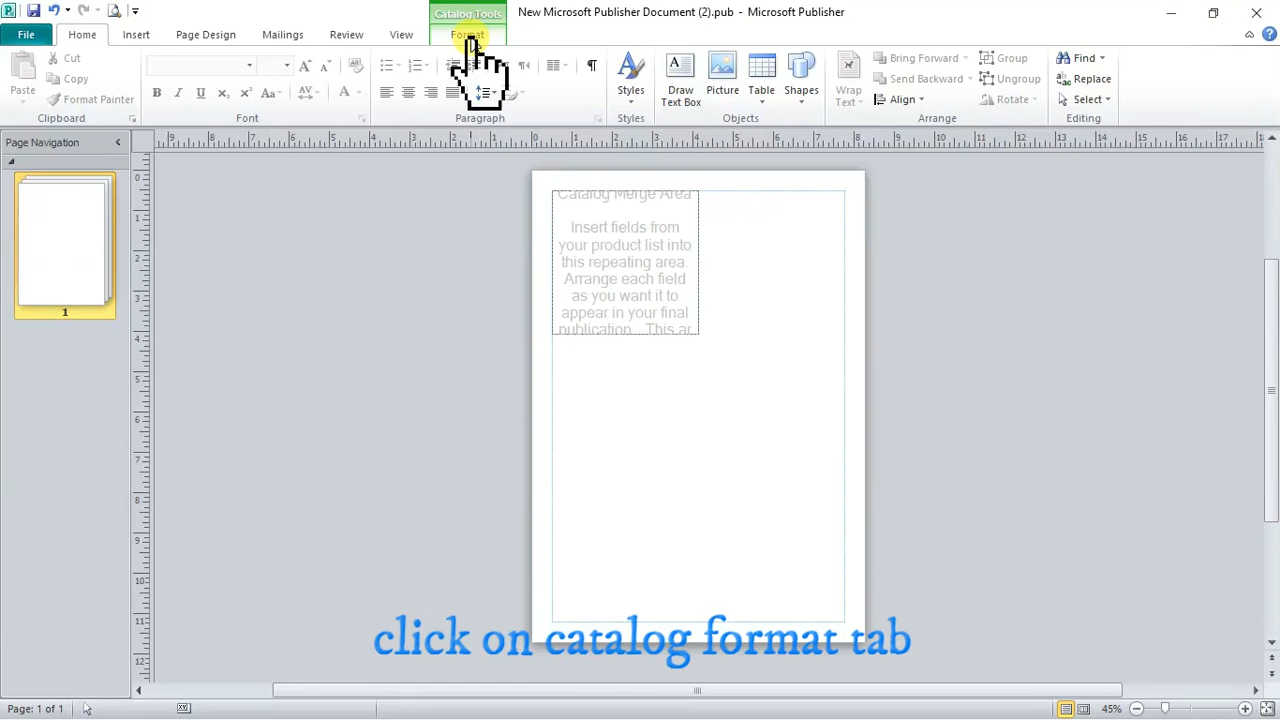 Catalog Tools
New Microsoft Publisher Document (2).pub - Microsoft Publisher
File
Home
Insert
Page Design
Mailings
Review
View
Format
Paste
Cut
Copy
Format Painter
Clipboard
Font
Paragraph
Styles
Styles
Draw
Text Box
Picture
Table
Shapes
Objects
Wrap
Text
Bring Forward
Send Backward
Align
Group
Ungroup
Rotate
Arrange
Find
Replace
Select
Editing
Page Navigation
1
Catalog Merge Area
Insert fields from
your product list into
this repeating area.
Arrange each field
as you want it to
appear in your final
publication. This ar
click on catalog format tab
Page: 1 of 1
45%